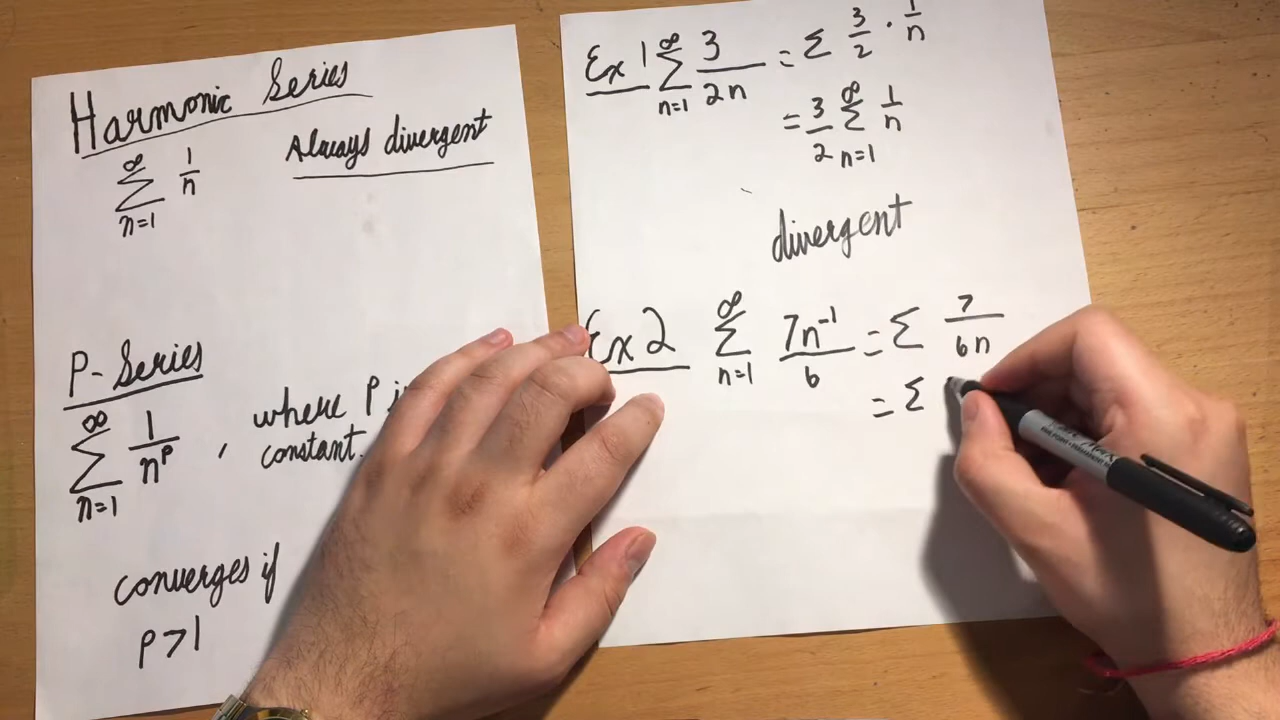 Harmonic Series
∞
∑ 1/n
n=1
Always divergent
P-Series
∞
∑ 1/n^p , where P
n=1
constant.
converges if
p>1
Ex 1 ∞
∑ 3/2n = ∑ 3/2 · 1/n
n=1
= 3/2 ∞
∑ 1/n
n=1
divergent
Ex 2 ∞
∑ 7n^-1/6 = ∑ 7/6n
n=1
= ∑